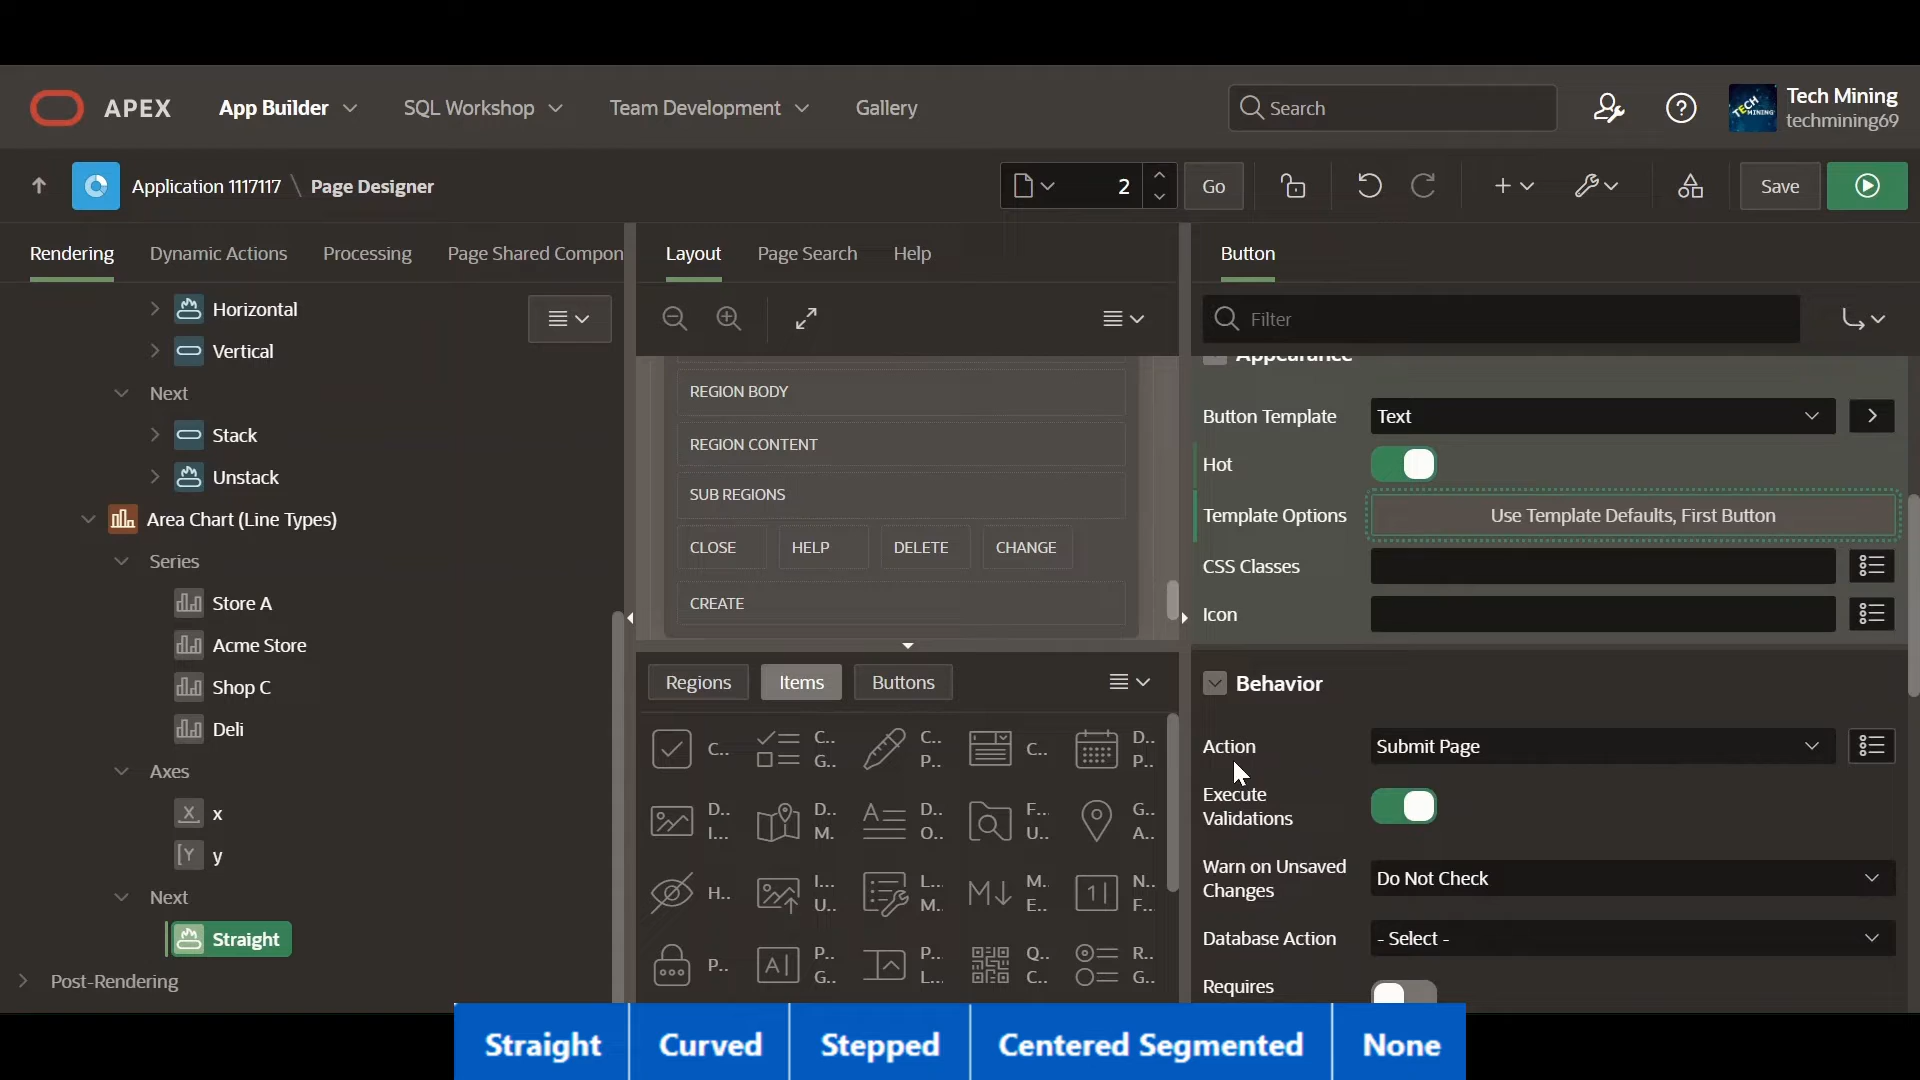 APEX
App Builder
SQL Workshop
Team Development
Gallery
Search
Tech Mining
techmining69
TECH
MINING
Application 1117117 \ Page Designer
2
Go
Save
Rendering
Dynamic Actions
Processing
Page Shared Compon
Layout
Page Search
Help
Button
Horizontal
Vertical
Next
Stack
Unstack
Area Chart (Line Types)
Series
Store A
Acme Store
Shop C
Deli
Axes
x
y
Next
Straight
Post-Rendering
REGION BODY
REGION CONTENT
SUB REGIONS
CLOSE
HELP
DELETE
CHANGE
CREATE
Regions
Items
Buttons
C..
C..
G..
C..
P..
C..
D..
P..
D..
I...
D..
M.
D..
O..
F...
U..
G..
A..
H..
I...
U..
L...
M..
M..
E..
N..
F...
P..
P..
G..
P...
L...
Q..
C..
R..
G..
Filter
Appearance
Button Template
Text
Hot
Template Options
Use Template Defaults, First Button
CSS Classes
Icon
Behavior
Action
Submit Page
Execute
Validations
Warn on Unsaved
Changes
Do Not Check
Database Action
- Select -
Requires
Straight
Curved
Stepped
Centered Segmented
None